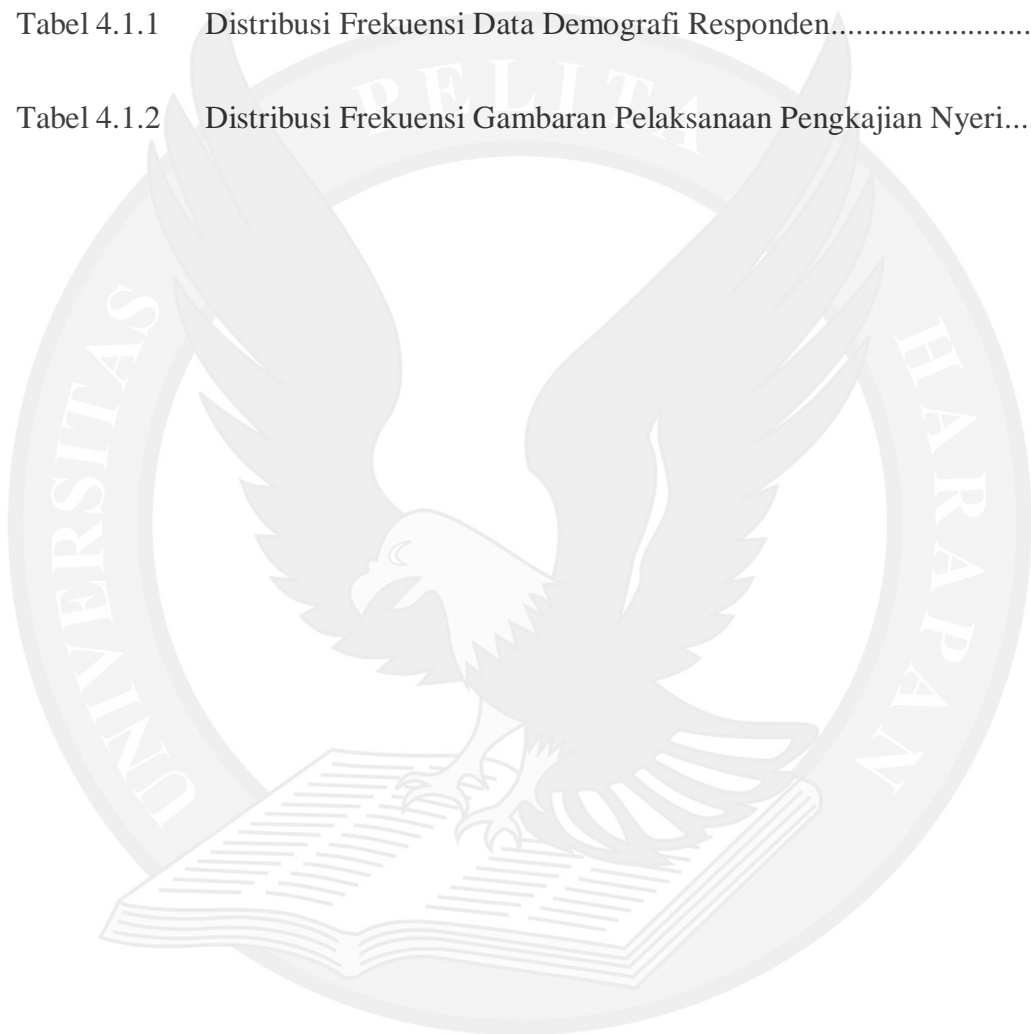 Tabel 4.1.1 Distribusi Frekuensi Data Demografi Responden........................
Tabel 4.1.2 Distribusi Frekuensi Gambaran Pelaksanaan Pengkajian Nyeri...
UNIVERSITAS PELITA HARAPAN